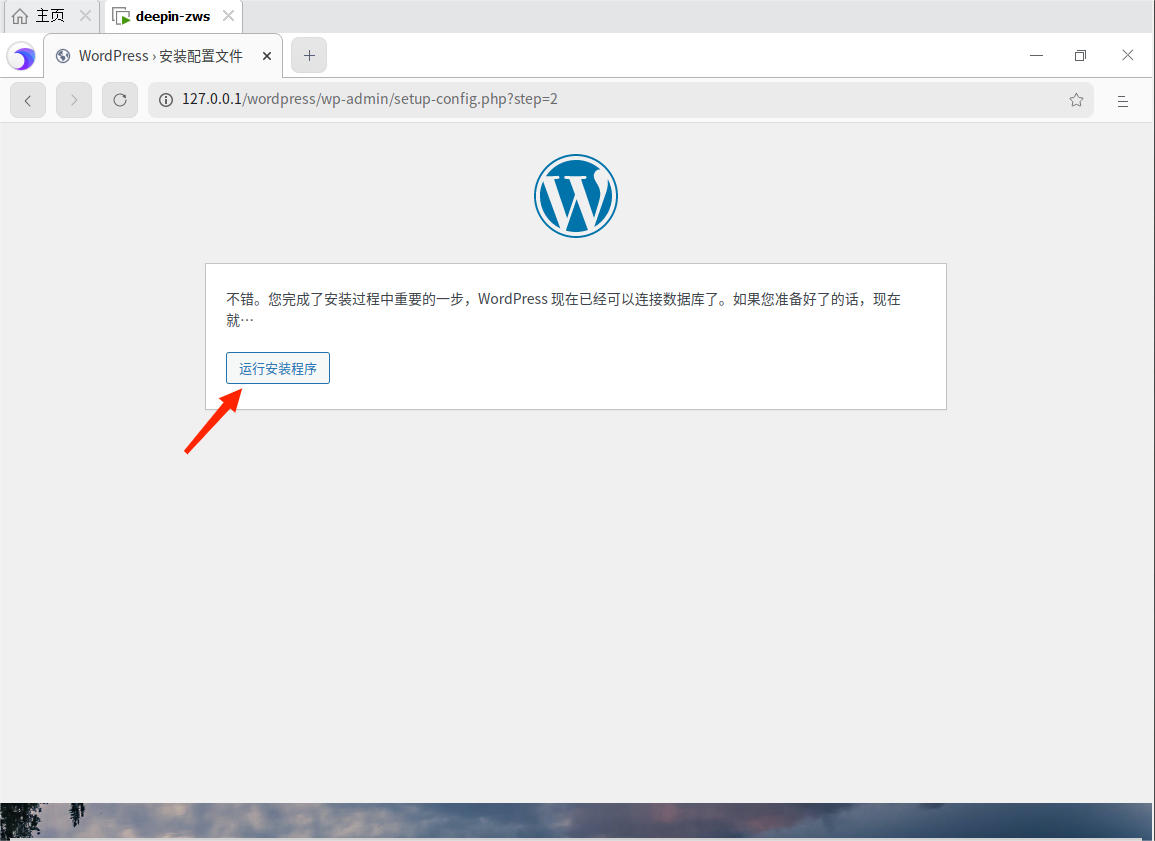 主页
deepin-zws
WordPress › 安装配置文件
127.0.0.1/wordpress/wp-admin/setup-config.php?step=2
不错。您完成了安装过程中重要的一步，WordPress 现在已经可以连接数据库了。如果您准备好了的话，现在
就…
运行安装程序